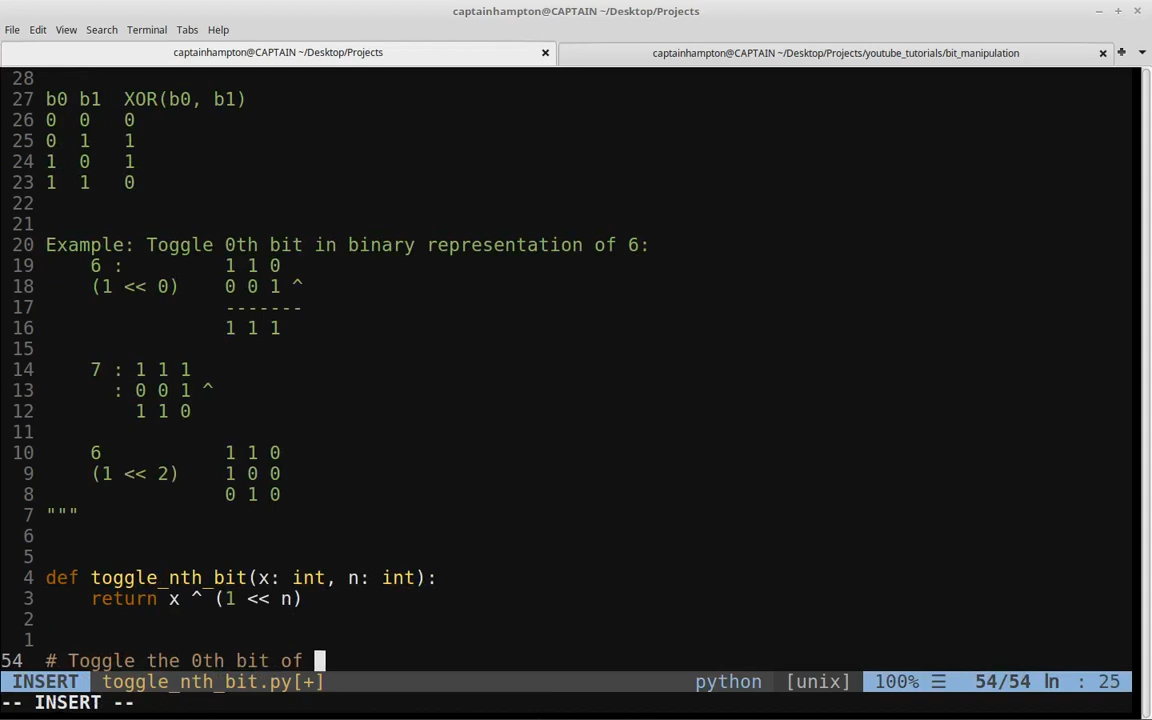 captainhampton@CAPTAIN ~/Desktop/Projects
File Edit View Search Terminal Tabs Help
captainhampton@CAPTAIN ~/Desktop/Projects captainhampton@CAPTAIN ~/Desktop/Projects/youtube_tutorials/bit_manipulation
28
27 b0 b1 XOR(b0, b1)
26 0 0 0
25 0 1 1
24 1 0 1
23 1 1 0
22
21
20 Example: Toggle 0th bit in binary representation of 6:
19 6 : 1 1 0
18 (1 << 0) 0 0 1 ^
17 -------
16 1 1 1
15
14 7 : 1 1 1
13 : 0 0 1 ^
12 1 1 0
11
10 6 1 1 0
9 (1 << 2) 1 0 0
8 0 1 0
7 """
6
5
4 def toggle_nth_bit(x: int, n: int):
3 return x ^ (1 << n)
2
1
54 # Toggle the 0th bit of
INSERT toggle_nth_bit.py[+] python [unix] 100% ☰ 54/54 ln : 25
-- INSERT --